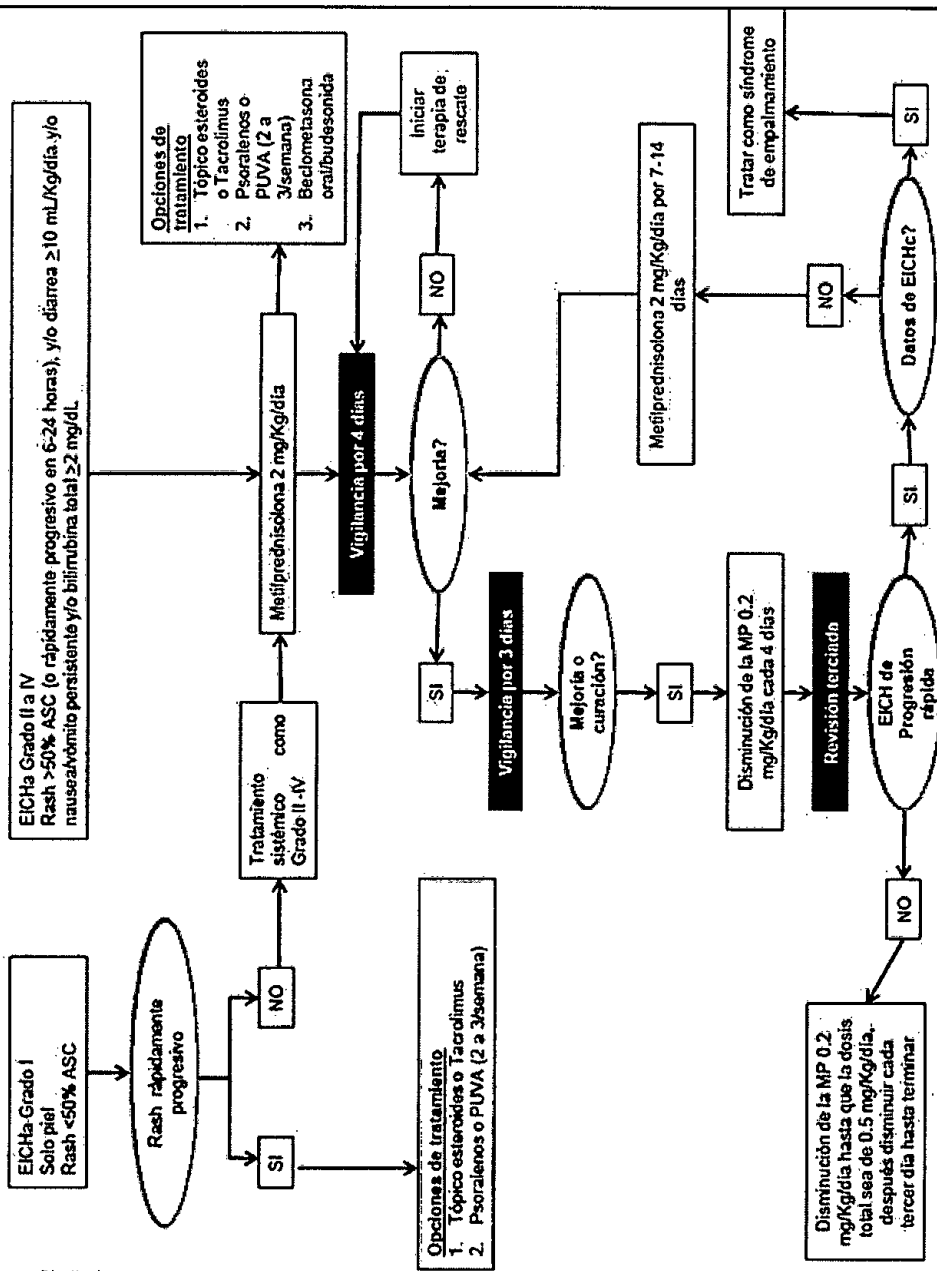 EICHa-Grado I
Solo piel
Rash <50% ASC
EICHa Grado II a IV
Rash >50% ASC (o rápidamente progresivo en 6-24 horas), y/o diarrea ≥10 mL/Kg/día y/o
nausea/vómito persistente y/o bilirrubina total ≥2 mg/dL
Rash rápidamente
progresivo
SI
NO
Opciones de tratamiento
1. Tópico esteroides o Tacrolimus
2. Psoralenos o PUVA (2 a 3/semana)
Tratamiento
sistémico como
Grado II-IV
Metilprednisolona 2 mg/Kg/día
Opciones de
tratamiento
1. Tópico esteroides
o Tacrolimus
2. Psoralenos o
PUVA (2 a
3/semana)
3. Beclometasona
oral/budesonida
Vigilancia por 4 días
Mejoría?
NO
Iniciar
terapia de
rescate
SI
Vigilancia por 3 días
Mejoría o
curación?
SI
Disminución de la MP 0.2
mg/Kg/día cada 4 días
Revisión terciada
EICH de
Progresión
rápida
NO
Disminución de la MP 0.2
mg/Kg/día hasta que la dosis
total sea de 0.5 mg/Kg/día,
después disminuir cada
tercer día hasta terminar
SI
Datos de EICHc?
NO
Metilprednisolona 2 mg/Kg/día por 7-14
días
SI
Tratar como síndrome
de empalmamiento